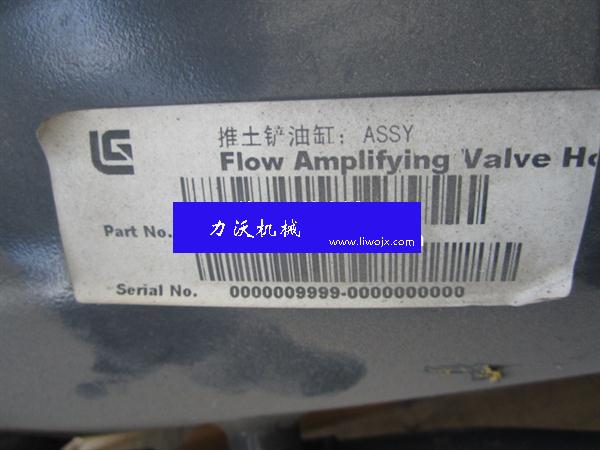 LG
推土铲油缸；ASSY
Flow Amplifying Valve Ho
Part No.
力沃机械
www.liwojx.com
Serial No. 0000009999-0000000000